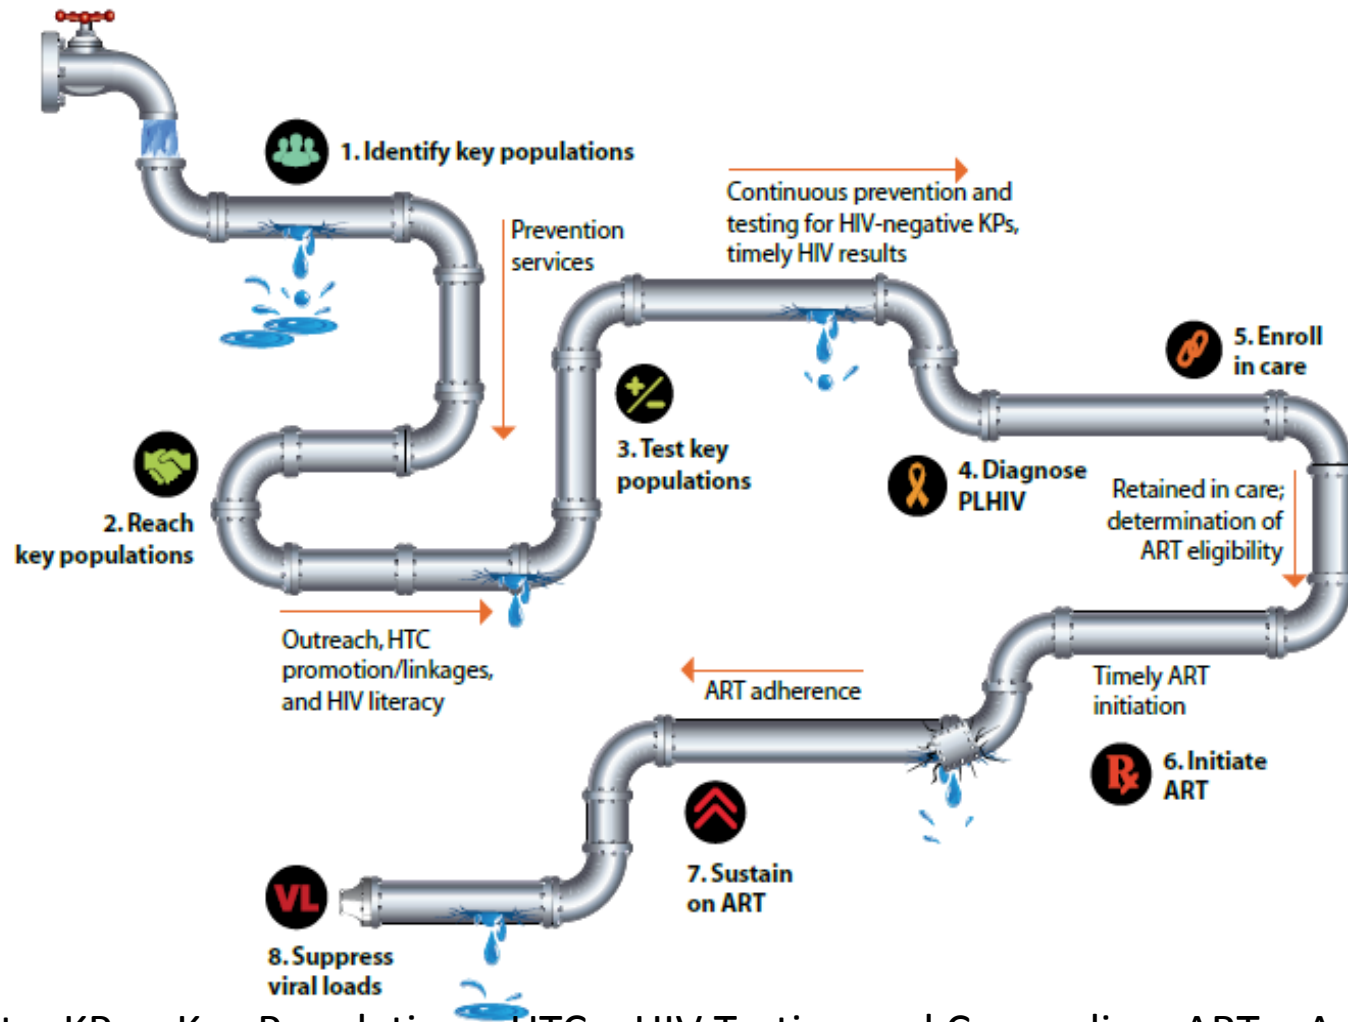 1. Identify key populations
Prevention
services
Continuous prevention and
testing for HIV-negative KPs,
timely HIV results
2. Reach
key populations
Outreach, HTC
promotion/linkages,
and HIV literacy
3. Test key
populations
4. Diagnose
PLHIV
5. Enroll
in care
Retained in care;
determination of
ART eligibility
Timely ART
initiation
Rx
6. Initiate
ART
ART adherence
7. Sustain
on ART
VL
8. Suppress
viral loads